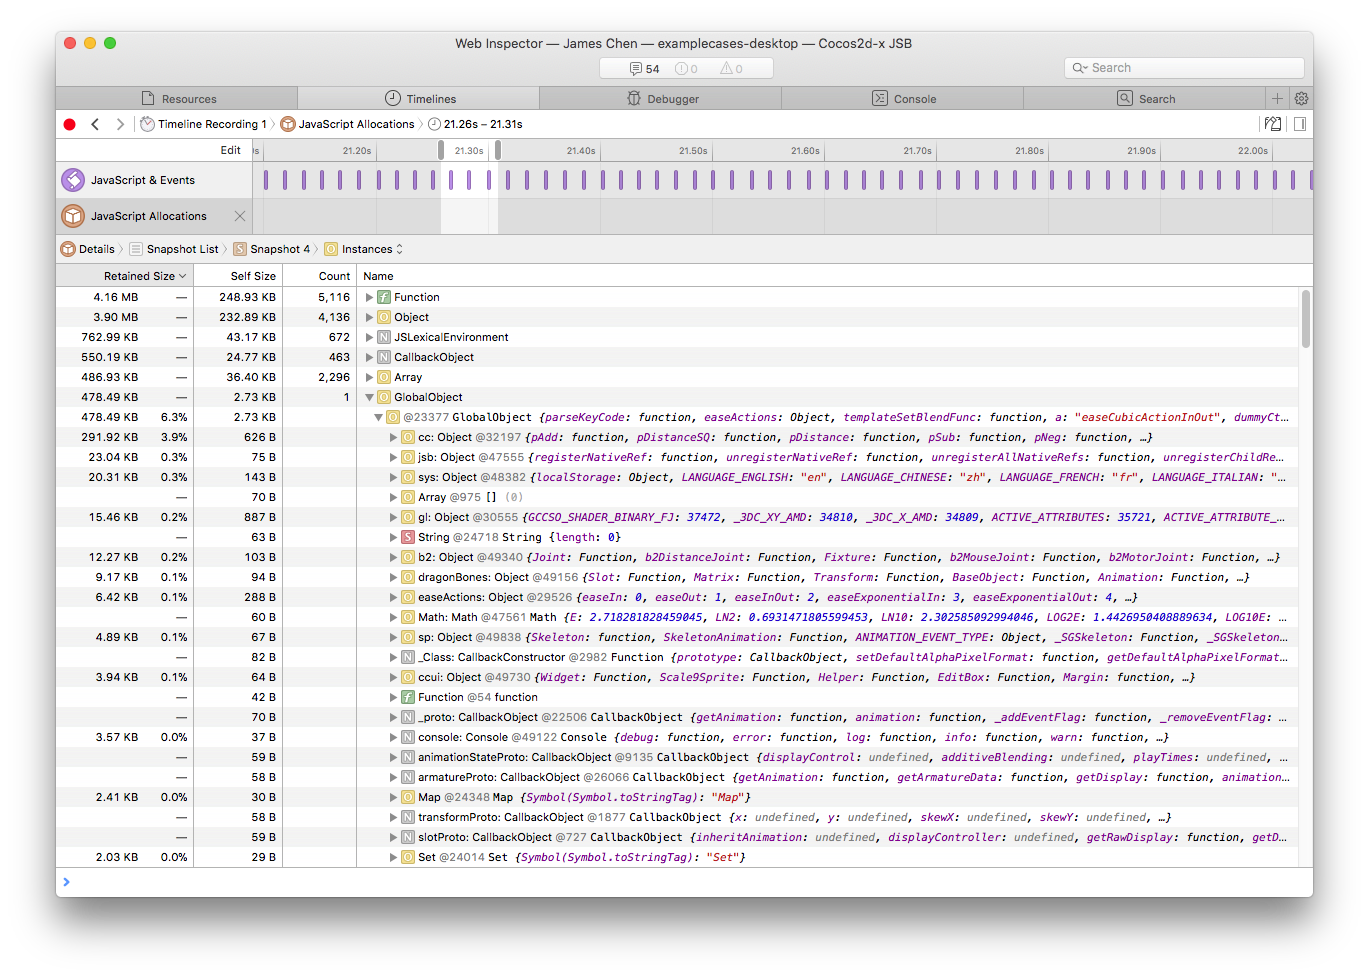 Web Inspector — James Chen — examplecases-desktop — Cocos2d-x JSB
54 0 0 Search
Resources Timelines Debugger Console Search
Timeline Recording 1 JavaScript Allocations 21.26s – 21.31s
Edit 0s 21.20s 21.30s 21.40s 21.50s 21.60s 21.70s 21.80s 21.90s 22.00s
JavaScript & Events
JavaScript Allocations
Details Snapshot List S Snapshot 4 O Instances
Retained Size Self Size Count Name
4.16 MB — 248.93 KB 5,116 f Function
3.90 MB — 232.89 KB 4,136 O Object
762.99 KB — 43.17 KB 672 N JSLexicalEnvironment
550.19 KB — 24.77 KB 463 N CallbackObject
486.93 KB — 36.40 KB 2,296 O Array
478.49 KB — 2.73 KB 1 O GlobalObject
478.49 KB 6.3% 2.73 KB O @23377 GlobalObject {parseKeyCode: function, easeActions: Object, templateSetBlendFunc: function, a: "easeCubicActionInOut", dummyCt…
291.92 KB 3.9% 626 B O cc: Object @32197 {pAdd: function, pDistanceSQ: function, pDistance: function, pSub: function, pNeg: function, …}
23.04 KB 0.3% 75 B O jsb: Object @47555 {registerNativeRef: function, unregisterNativeRef: function, unregisterAllNativeRefs: function, unregisterChildRe…
20.31 KB 0.3% 143 B O sys: Object @48382 {localStorage: Object, LANGUAGE_ENGLISH: "en", LANGUAGE_CHINESE: "zh", LANGUAGE_FRENCH: "fr", LANGUAGE_ITALIAN: "…
— 70 B O Array @975 [] (0)
15.46 KB 0.2% 887 B O gl: Object @30555 {GCCSO_SHADER_BINARY_FJ: 37472, _3DC_XY_AMD: 34810, _3DC_X_AMD: 34809, ACTIVE_ATTRIBUTES: 35721, ACTIVE_ATTRIBUTE_…
— 63 B S String @24718 String {length: 0}
12.27 KB 0.2% 103 B O b2: Object @49340 {Joint: Function, b2DistanceJoint: Function, Fixture: Function, b2MouseJoint: Function, b2MotorJoint: Function, …}
9.17 KB 0.1% 94 B O dragonBones: Object @49156 {Slot: Function, Matrix: Function, Transform: Function, BaseObject: Function, Animation: Function, …}
6.42 KB 0.1% 288 B O easeActions: Object @29526 {easeIn: 0, easeOut: 1, easeInOut: 2, easeExponentialIn: 3, easeExponentialOut: 4, …}
— 60 B O Math: Math @47561 Math {E: 2.718281828459045, LN2: 0.6931471805599453, LN10: 2.302585092994046, LOG2E: 1.4426950408889634, LOG10E: …
4.89 KB 0.1% 67 B O sp: Object @49838 {Skeleton: function, SkeletonAnimation: Function, ANIMATION_EVENT_TYPE: Object, _SGSkeleton: Function, _SGSkeleton…
— 82 B N _Class: CallbackConstructor @2982 Function {prototype: CallbackObject, setDefaultAlphaPixelFormat: function, getDefaultAlphaPixelFormat…
3.94 KB 0.1% 64 B O ccui: Object @49730 {Widget: Function, Scale9Sprite: Function, Helper: Function, EditBox: Function, Margin: function, …}
— 42 B f Function @54 function
— 70 B N _proto: CallbackObject @22506 CallbackObject {getAnimation: function, animation: function, _addEventFlag: function, _removeEventFlag: …
3.57 KB 0.0% 37 B N console: Console @49122 Console {debug: function, error: function, log: function, info: function, warn: function, …}
— 59 B N animationStateProto: CallbackObject @9135 CallbackObject {displayControl: undefined, additiveBlending: undefined, playTimes: undefined, …
— 58 B N armatureProto: CallbackObject @26066 CallbackObject {getAnimation: function, getArmatureData: function, getDisplay: function, animation…
2.41 KB 0.0% 30 B O Map @24348 Map {Symbol(Symbol.toStringTag): "Map"}
— 58 B N transformProto: CallbackObject @1877 CallbackObject {x: undefined, y: undefined, skewX: undefined, skewY: undefined, …}
— 59 B N slotProto: CallbackObject @727 CallbackObject {inheritAnimation: undefined, displayController: undefined, getRawDisplay: function, getD…
2.03 KB 0.0% 29 B O Set @24014 Set {Symbol(Symbol.toStringTag): "Set"}